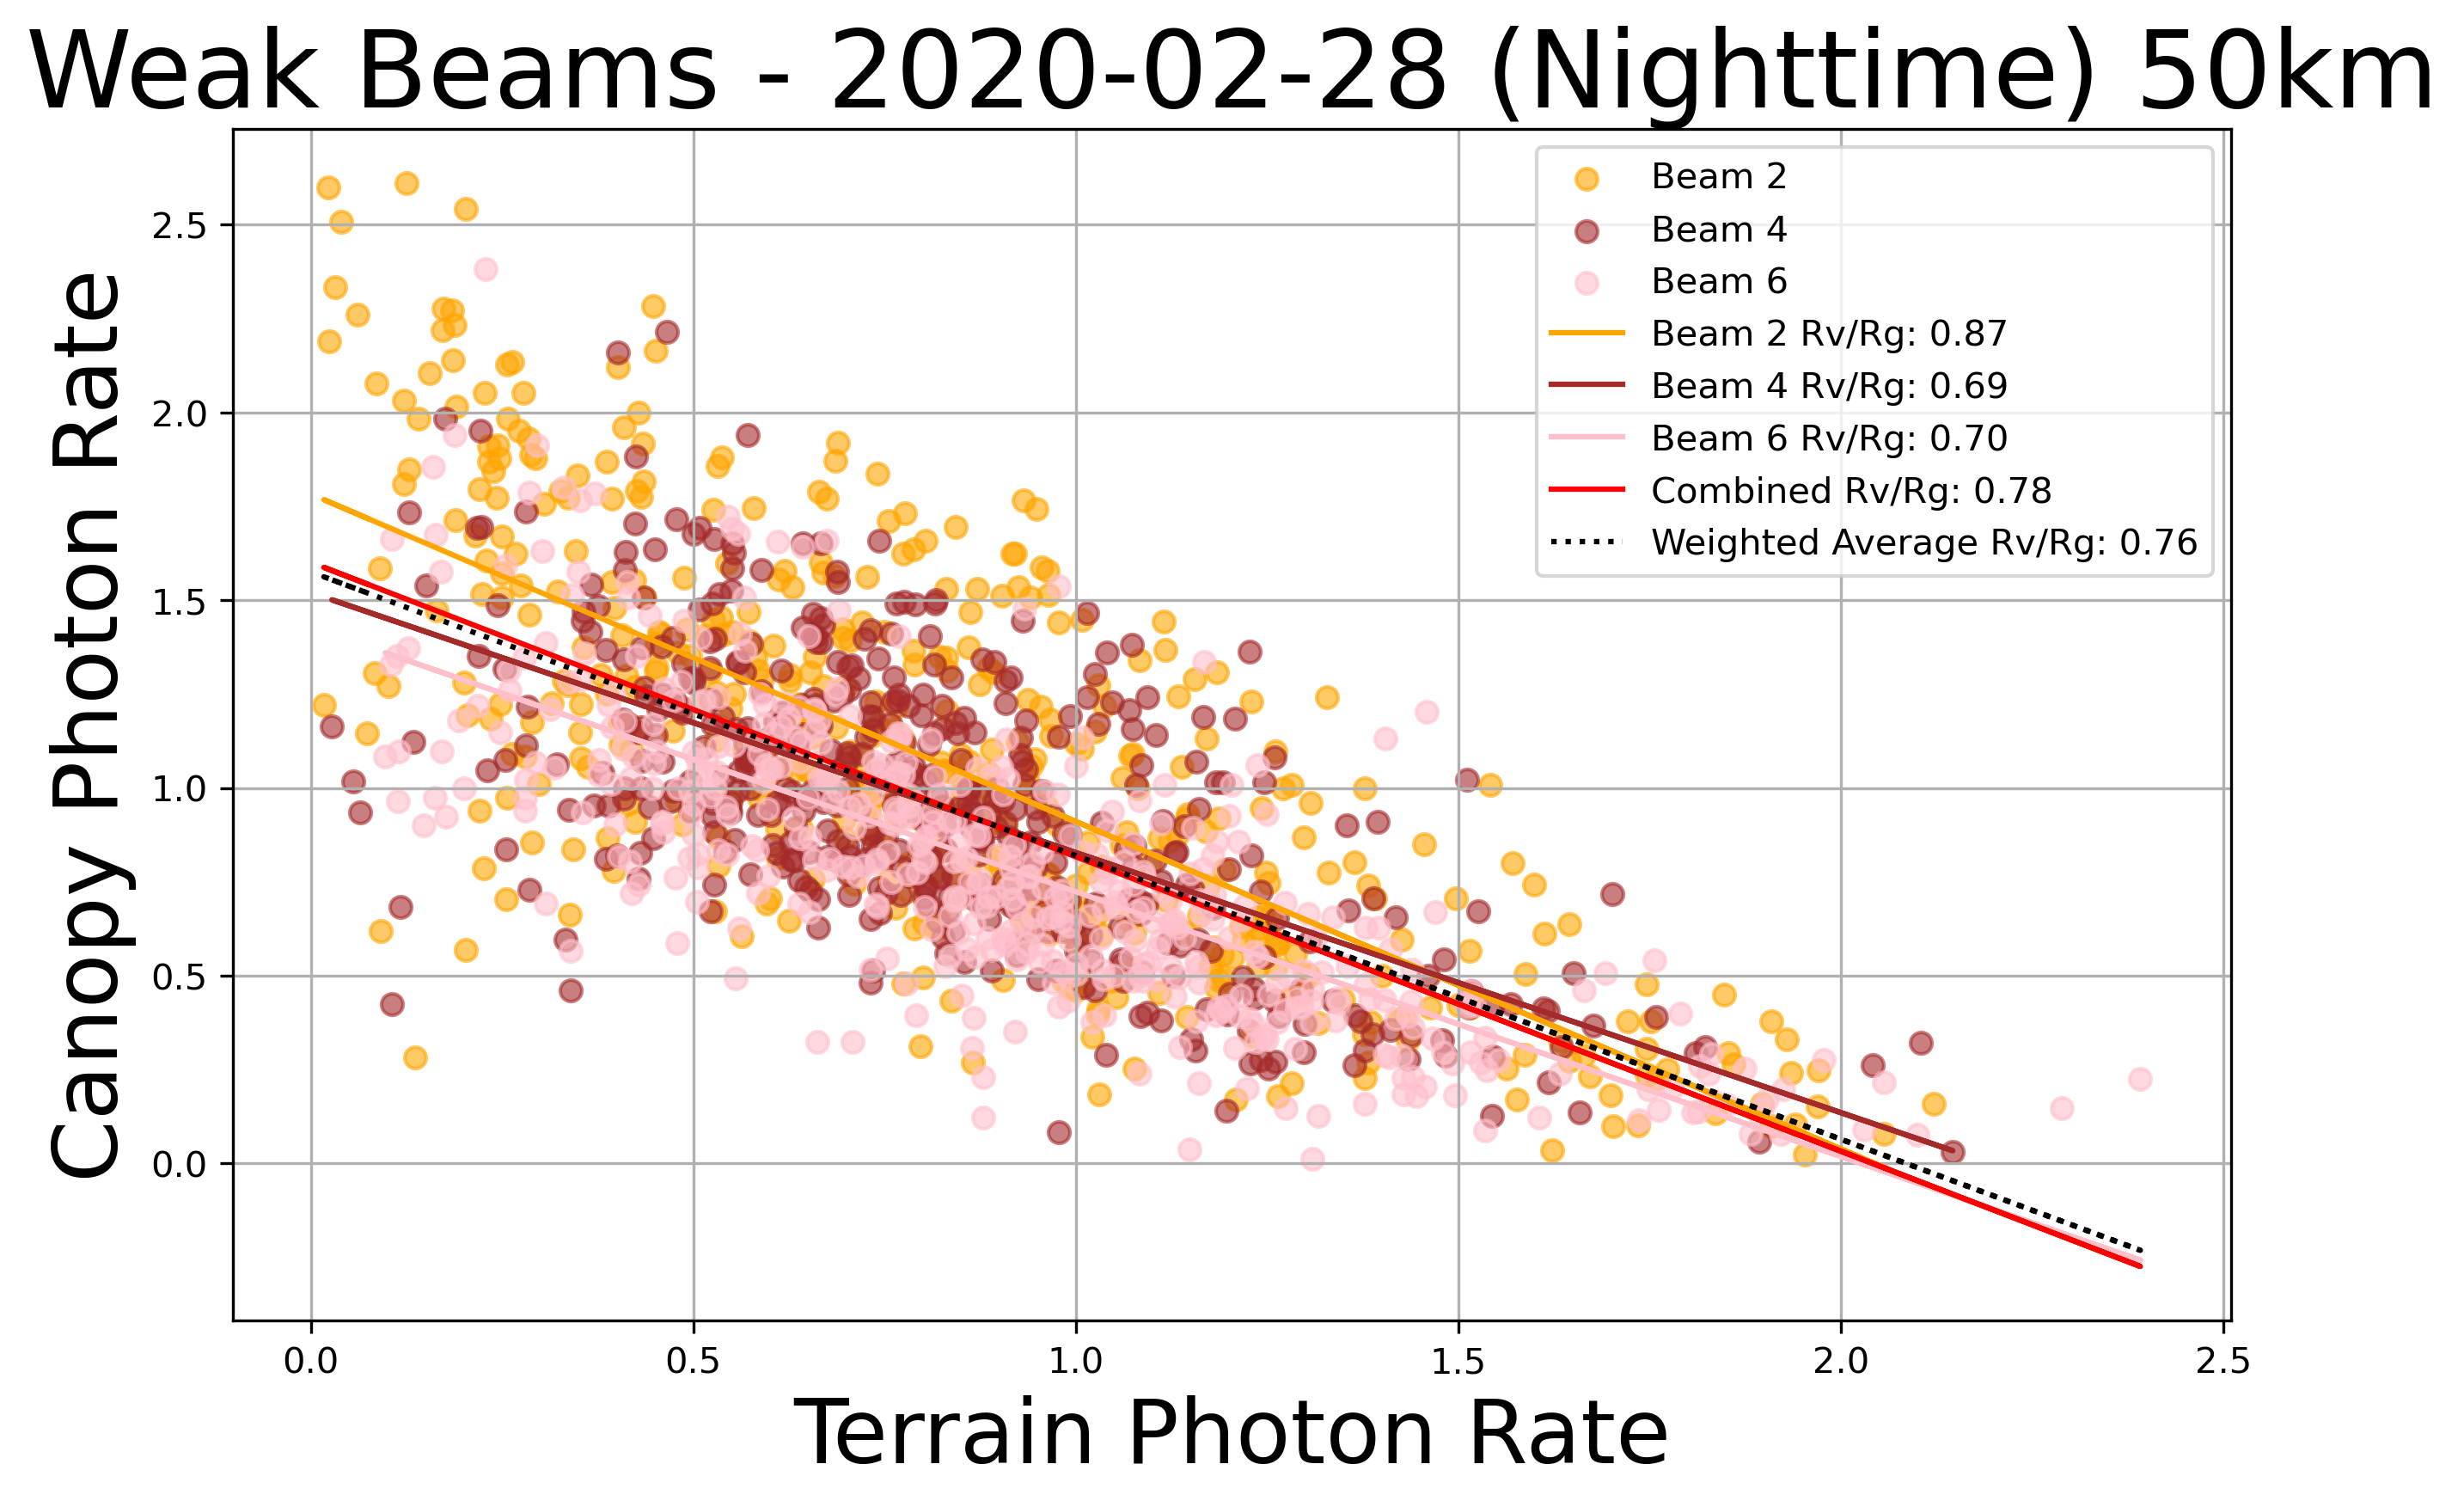 Weak Beams - 2020-02-28 (Nighttime) 50km
Canopy Photon Rate
2.5
2.0
1.5
1.0
0.5
0.0
Beam 2
Beam 4
Beam 6
Beam 2 Rv/Rg: 0.87
Beam 4 Rv/Rg: 0.69
Beam 6 Rv/Rg: 0.70
Combined Rv/Rg: 0.78
Weighted Average Rv/Rg: 0.76
0.0 0.5 1.0 1.5 2.0 2.5
Terrain Photon Rate